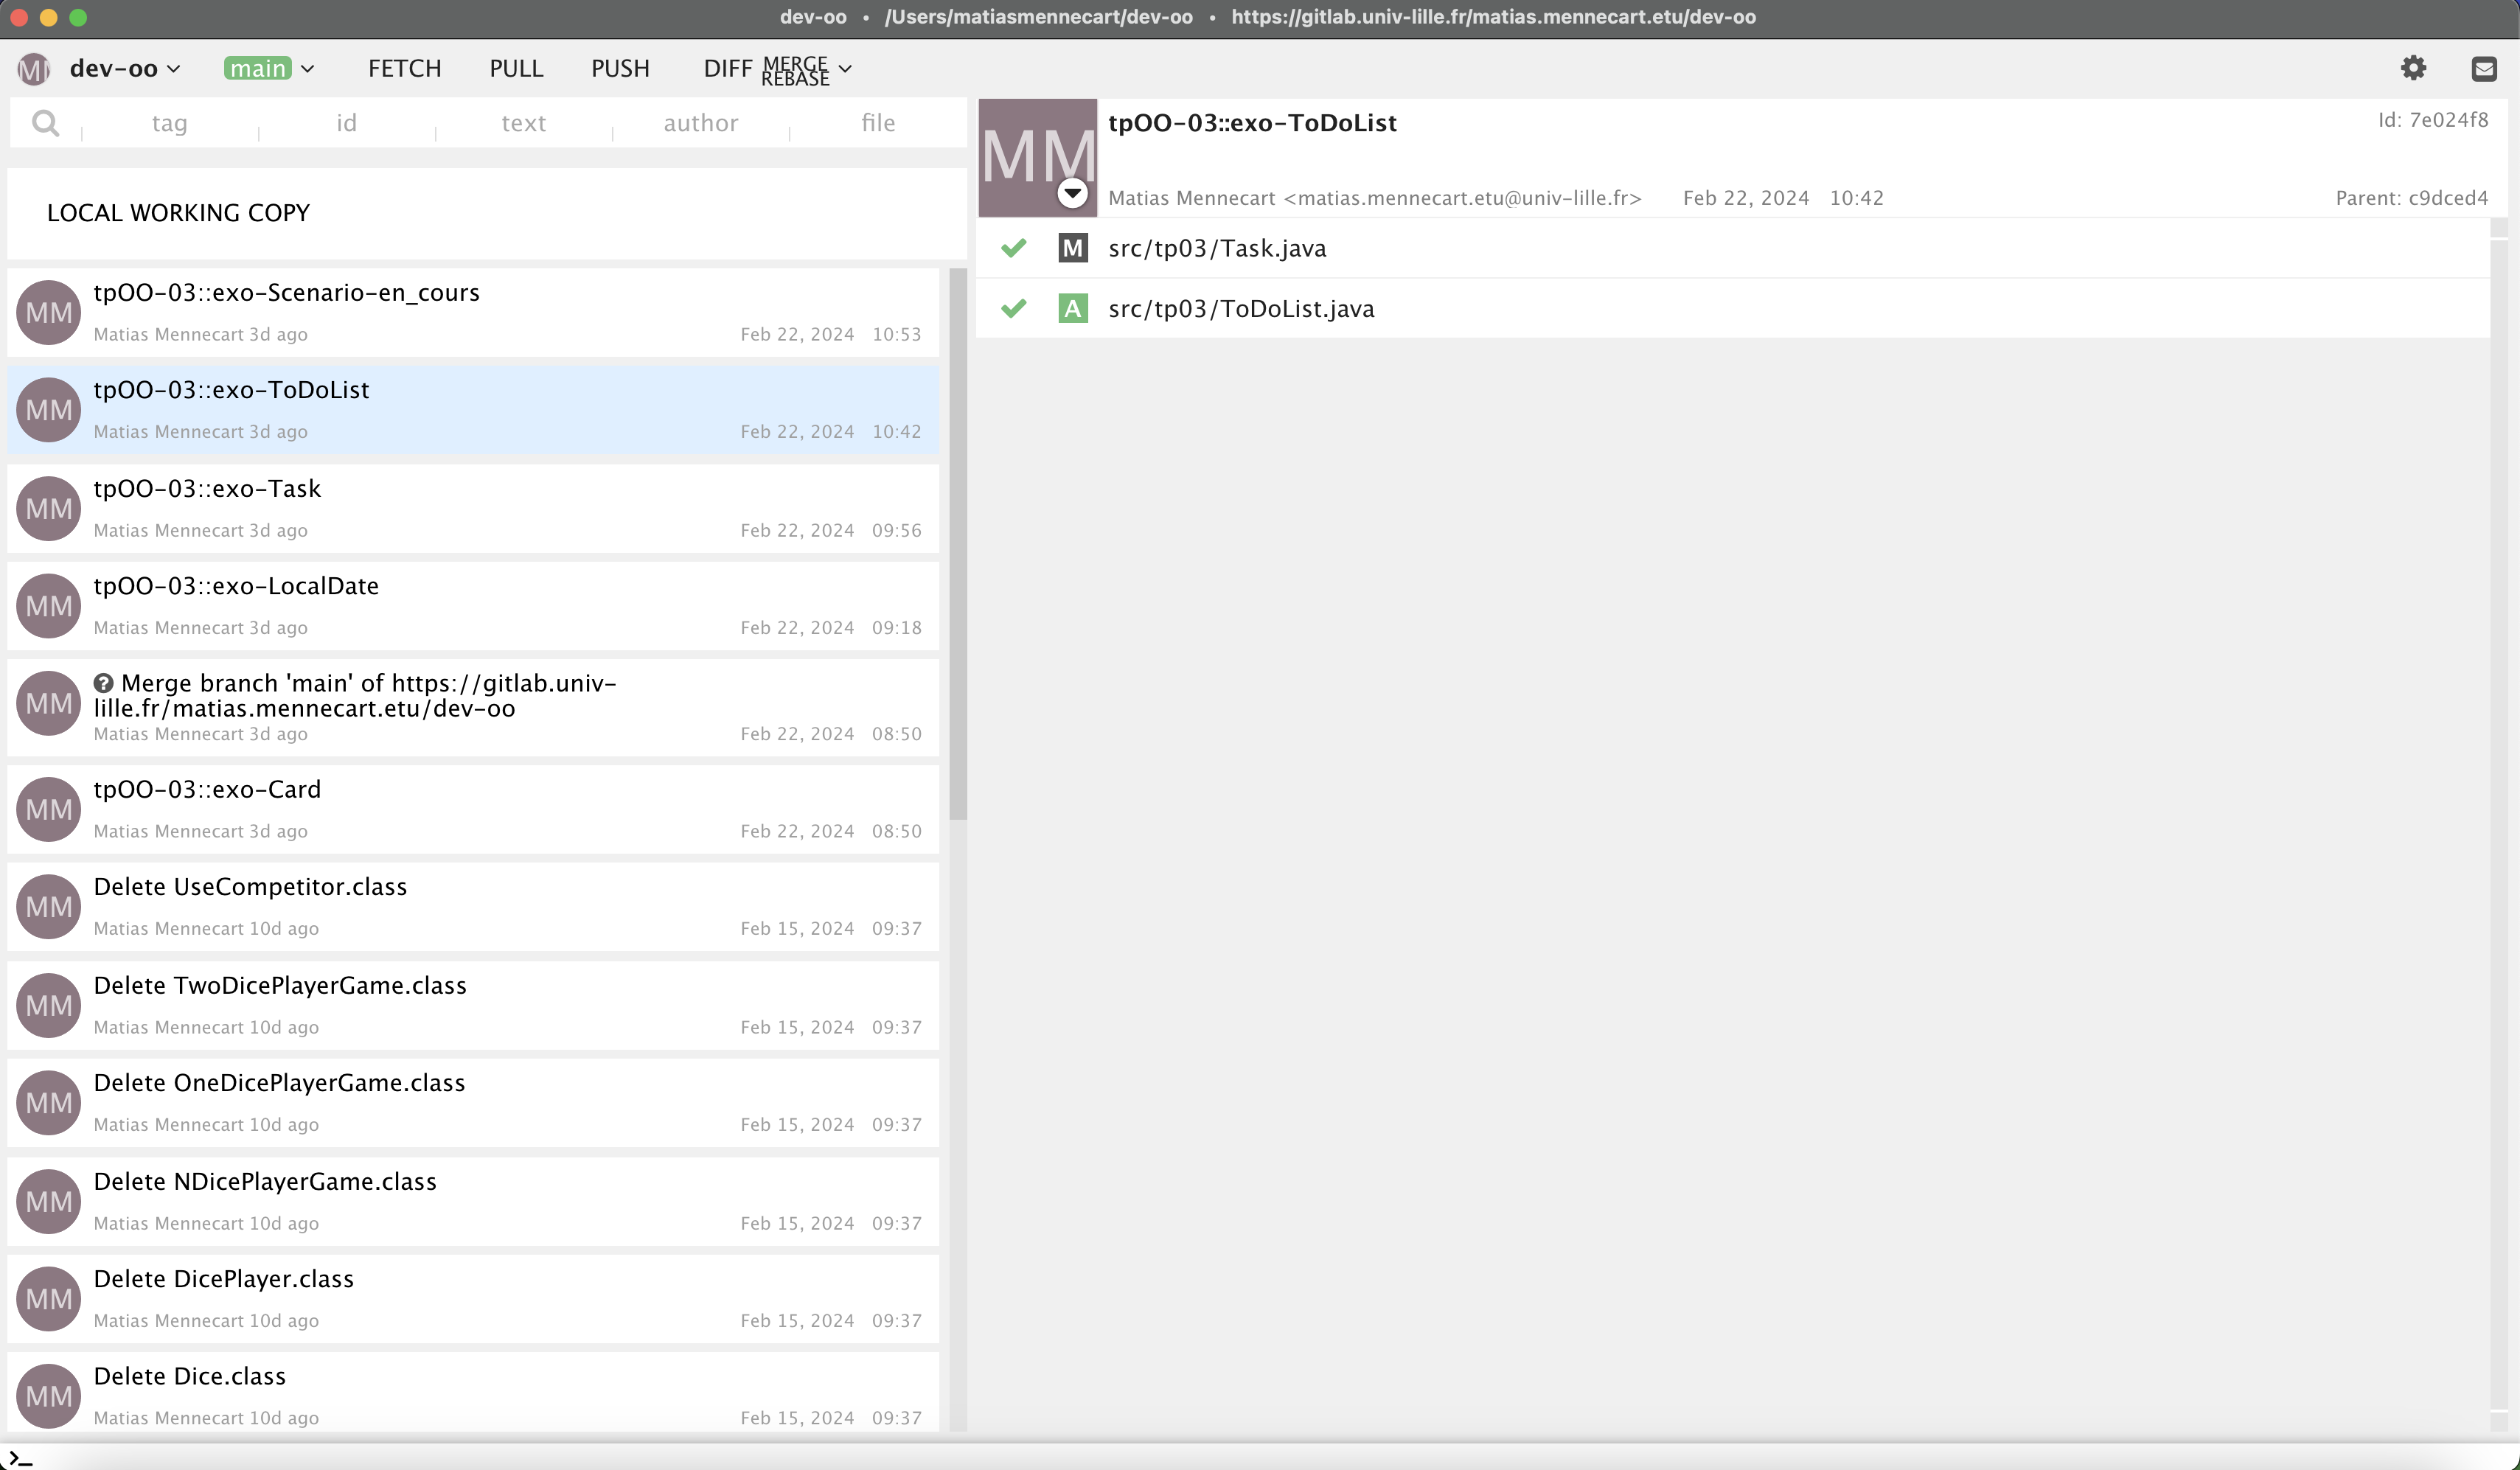 dev-oo • /Users/matiasmennecart/dev-oo • https://gitlab.univ-lille.fr/matias.mennecart.etu/dev-oo
MM dev-oo main FETCH PULL PUSH DIFF MERGE REBASE
tag id text author file
LOCAL WORKING COPY
MM tpOO-03::exo-Scenario-en_cours
Matias Mennecart 3d ago Feb 22, 2024 10:53
MM tpOO-03::exo-ToDoList
Matias Mennecart 3d ago Feb 22, 2024 10:42
MM tpOO-03::exo-Task
Matias Mennecart 3d ago Feb 22, 2024 09:56
MM tpOO-03::exo-LocalDate
Matias Mennecart 3d ago Feb 22, 2024 09:18
MM ? Merge branch 'main' of https://gitlab.univ-
lille.fr/matias.mennecart.etu/dev-oo
Matias Mennecart 3d ago Feb 22, 2024 08:50
MM tpOO-03::exo-Card
Matias Mennecart 3d ago Feb 22, 2024 08:50
MM Delete UseCompetitor.class
Matias Mennecart 10d ago Feb 15, 2024 09:37
MM Delete TwoDicePlayerGame.class
Matias Mennecart 10d ago Feb 15, 2024 09:37
MM Delete OneDicePlayerGame.class
Matias Mennecart 10d ago Feb 15, 2024 09:37
MM Delete NDicePlayerGame.class
Matias Mennecart 10d ago Feb 15, 2024 09:37
MM Delete DicePlayer.class
Matias Mennecart 10d ago Feb 15, 2024 09:37
MM Delete Dice.class
Matias Mennecart 10d ago Feb 15, 2024 09:37
MM tpOO-03::exo-ToDoList Id: 7e024f8
Matias Mennecart <matias.mennecart.etu@univ-lille.fr> Feb 22, 2024 10:42 Parent: c9dced4
M src/tp03/Task.java
A src/tp03/ToDoList.java